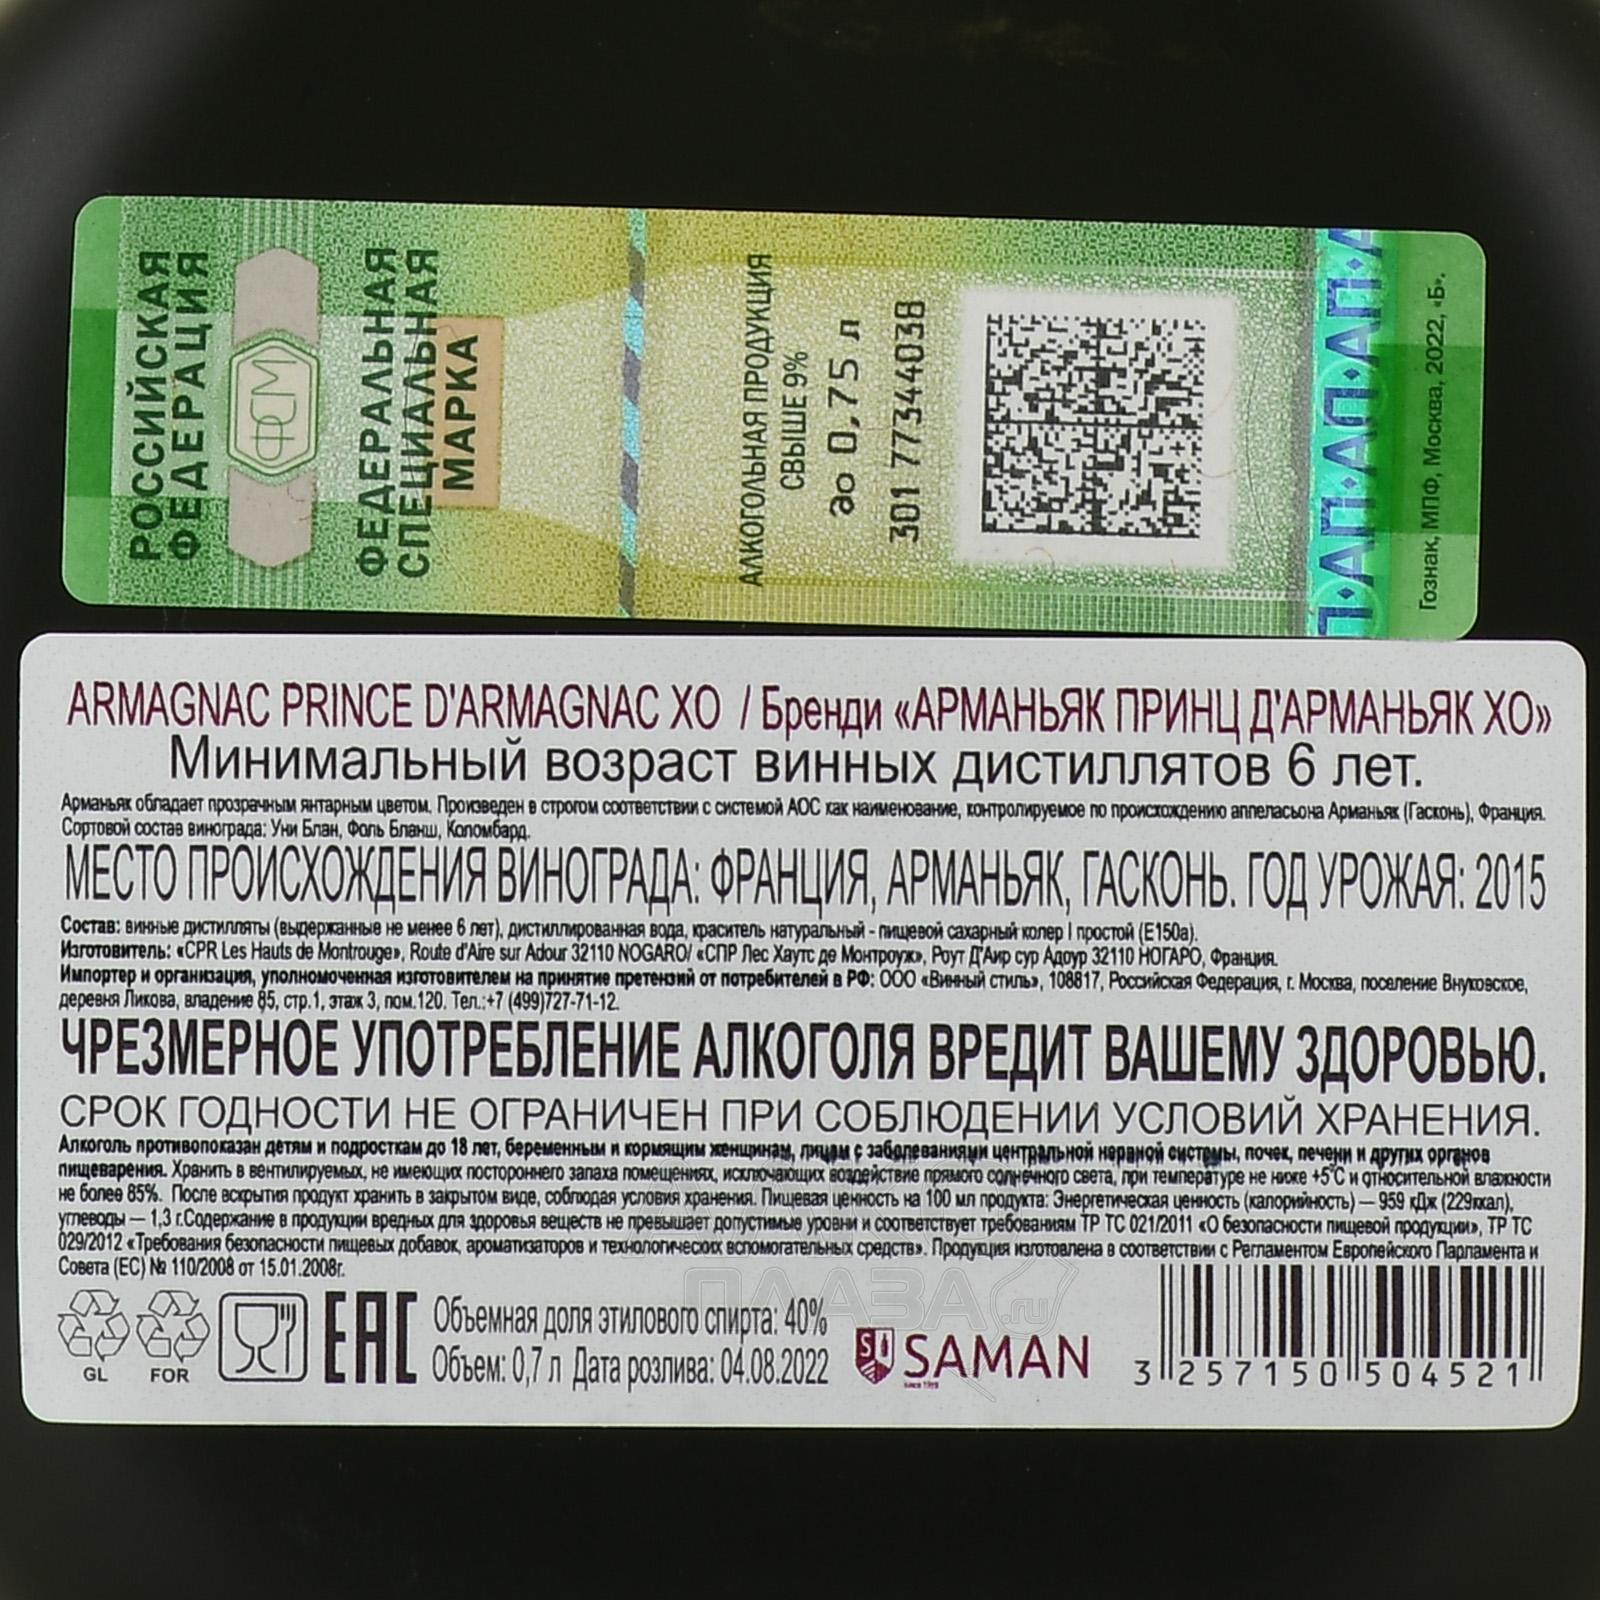 РОССИЙСКАЯ
ФЕДЕРАЦИЯ
ФСМ
ФЕДЕРАЛЬНАЯ
СПЕЦИАЛЬНАЯ
МАРКА
АЛКОГОЛЬНАЯ ПРОДУКЦИЯ
СВЫШЕ 9%
до 0,75 л
301 773444038
АП•АП•АП•А
Гознак, МПФ, Москва, 2022, «Б».
ARMAGNAC PRINCE D'ARMAGNAC XO / Бренди «АРМАНЬЯК ПРИНЦ Д'АРМАНЬЯК ХО»
Минимальный возраст винных дистиллятов 6 лет.
Арманьяк обладает прозрачным янтарным цветом. Произведен в строгом соответствии с системой АОС как наименование, контролируемое по происхождению аппеласьона Арманьяк (Гасконь), Франция.
Сортовой состав винограда: Уни Блан, Фоль Бланш, Коломбард.
МЕСТО ПРОИСХОЖДЕНИЯ ВИНОГРАДА: ФРАНЦИЯ, АРМАНЬЯК, ГАСКОНЬ. ГОД УРОЖАЯ: 2015
Состав: винные дистилляты (выдержанные не менее 6 лет), дистиллированная вода, краситель натуральный - пищевой сахарный колер I простой (Е150а).
Изготовитель: «CPR Les Hauts de Montrouge», Route d'Aire sur Adour 32110 NOGARO/ «СПР Лес Хаутс де Монтроуж», Роут Д'Аир сур Адоур 32110 НОГАРО, Франция.
Импортер и организация, уполномоченная изготовителем на принятие претензий от потребителей в РФ: ООО «Винный стиль», 108817, Российская Федерация, г. Москва, поселение Внуковское,
деревня Ликова, владение 85, стр.1, этаж 3, пом.120. Тел.:+7 (499)727-71-12.
ЧРЕЗМЕРНОЕ УПОТРЕБЛЕНИЕ АЛКОГОЛЯ ВРЕДИТ ВАШЕМУ ЗДОРОВЬЮ.
СРОК ГОДНОСТИ НЕ ОГРАНИЧЕН ПРИ СОБЛЮДЕНИИ УСЛОВИЙ ХРАНЕНИЯ.
Алкоголь противопоказан детям и подросткам до 18 лет, беременным и кормящим женщинам, лицам с заболеваниями центральной нервной системы, почек, печени и других органов
пищеварения. Хранить в вентилируемых, не имеющих постороннего запаха помещениях, исключающих воздействие прямого солнечного света, при температуре не ниже +5°С и относительной влажности
не более 85%. После вскрытия продукт хранить в закрытом виде, соблюдая условия хранения. Пищевая ценность на 100 мл продукта: Энергетическая ценность (калорийность) — 959 кДж (229ккал),
углеводы — 1,3 г.Содержание в продукции вредных для здоровья веществ не превышает допустимые уровни и соответствует требованиям ТР ТС 021/2011 «О безопасности пищевой продукции», ТР ТС
029/2012 «Требования безопасности пищевых добавок, ароматизаторов и технологических вспомогательных средств». Продукция изготовлена в соответствии с Регламентом Европейского Парламента и
Совета (ЕС) № 110/2008 от 15.01.2008г.
ПЛАЗА.ru
GL FOR
EAC
Объемная доля этилового спирта: 40%
Объем: 0,7 л Дата розлива: 04.08.2022
SAMAN
3 257150 504521